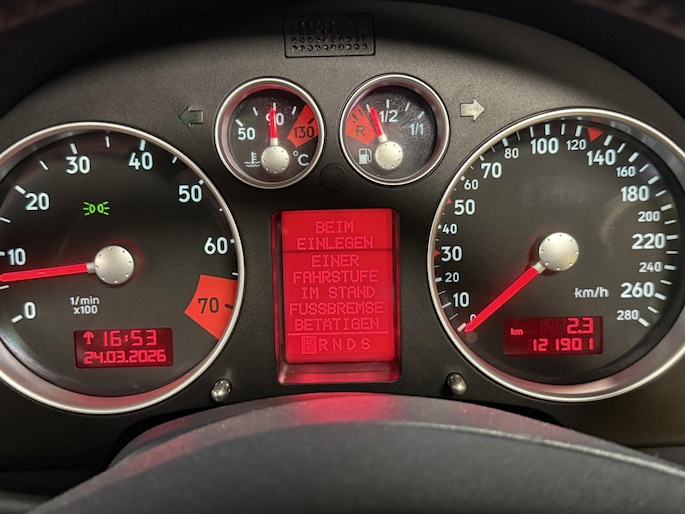 50 90 130
°C
R 1/2 1/1
0 10 20 30 40 50 60 70
1/min
x100
16:53
24.03.2026
BEIM
EINLEGEN
EINER
FAHRSTUFE
IM STAND
FUSSBREMSE
BETÄTIGEN
PRNDS
0 10 30 50 60 70 80 100 120 140 160 180 200 220 240 260 280
km/h
km 2.3
121901